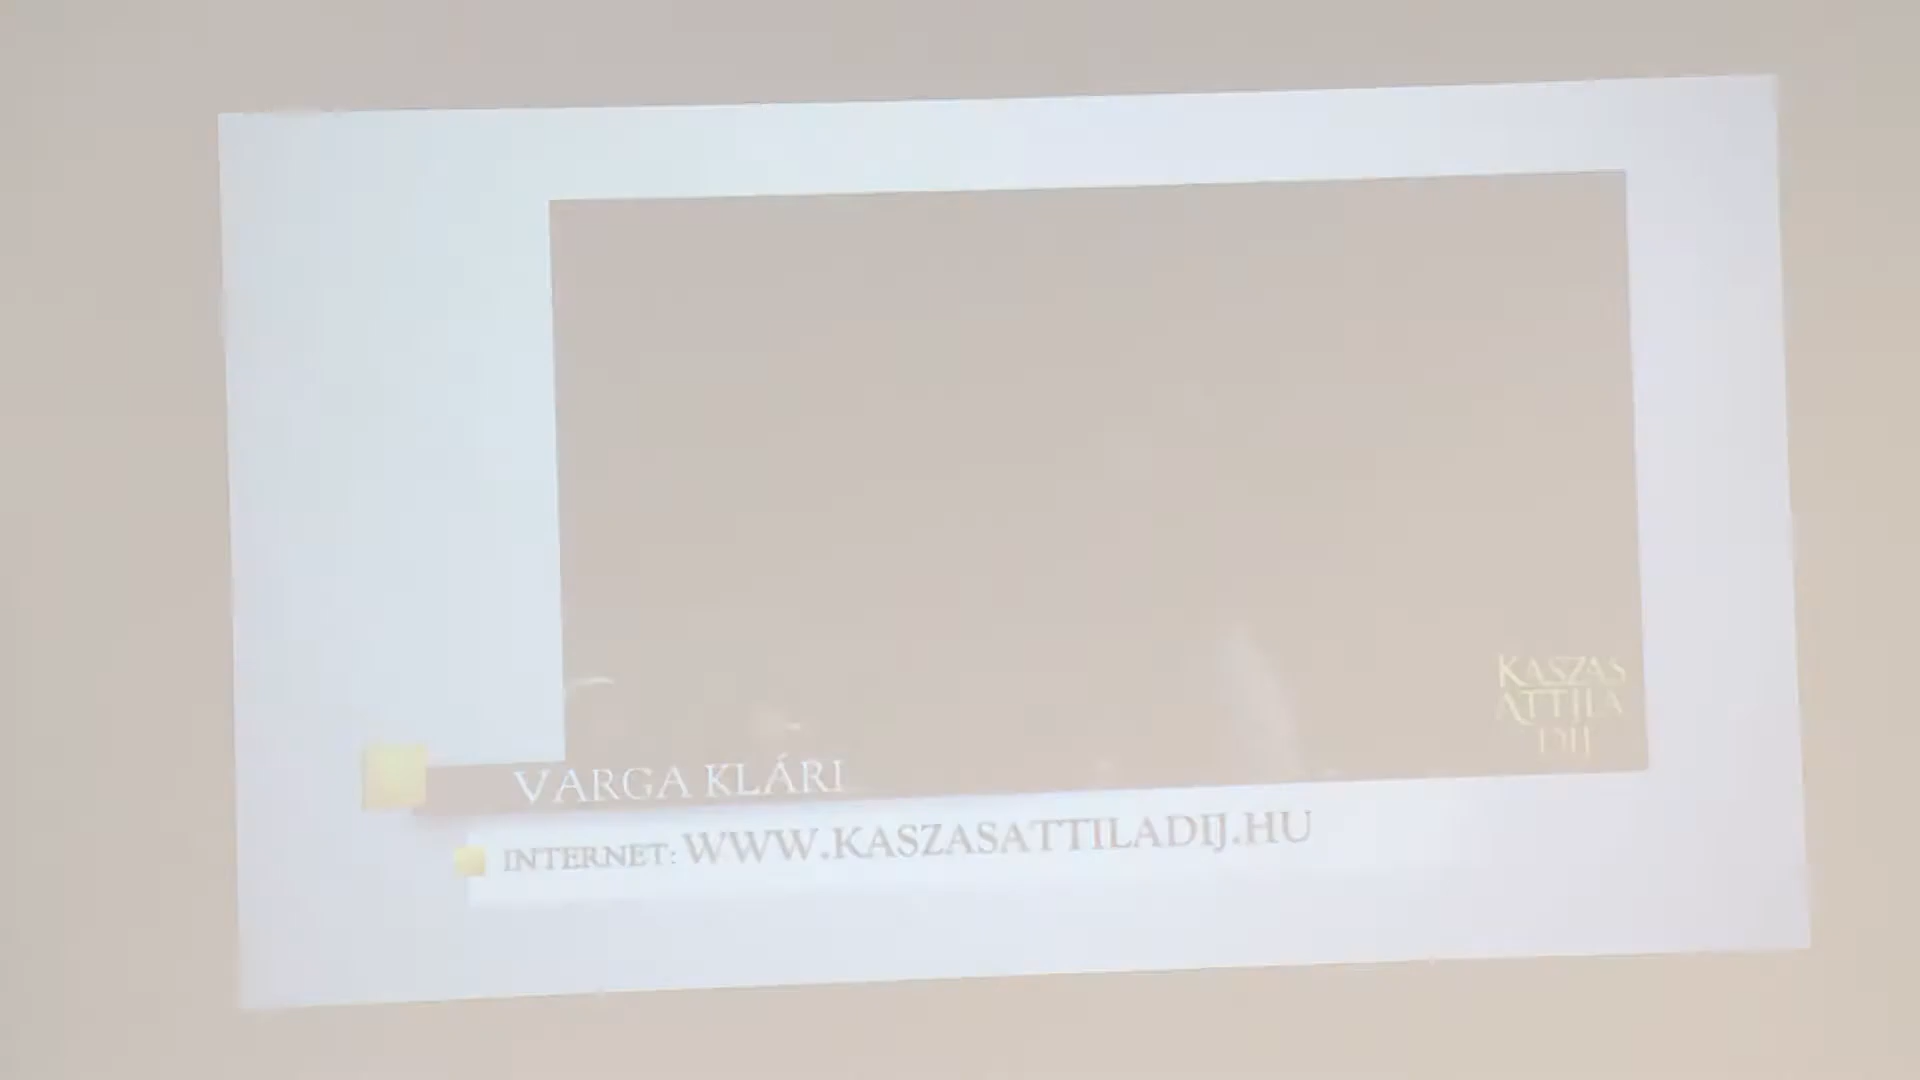 KASZAS
ATTILA
DIJ
VARGA KLÁRI
INTERNET: WWW.KASZASATTILADIJ.HU